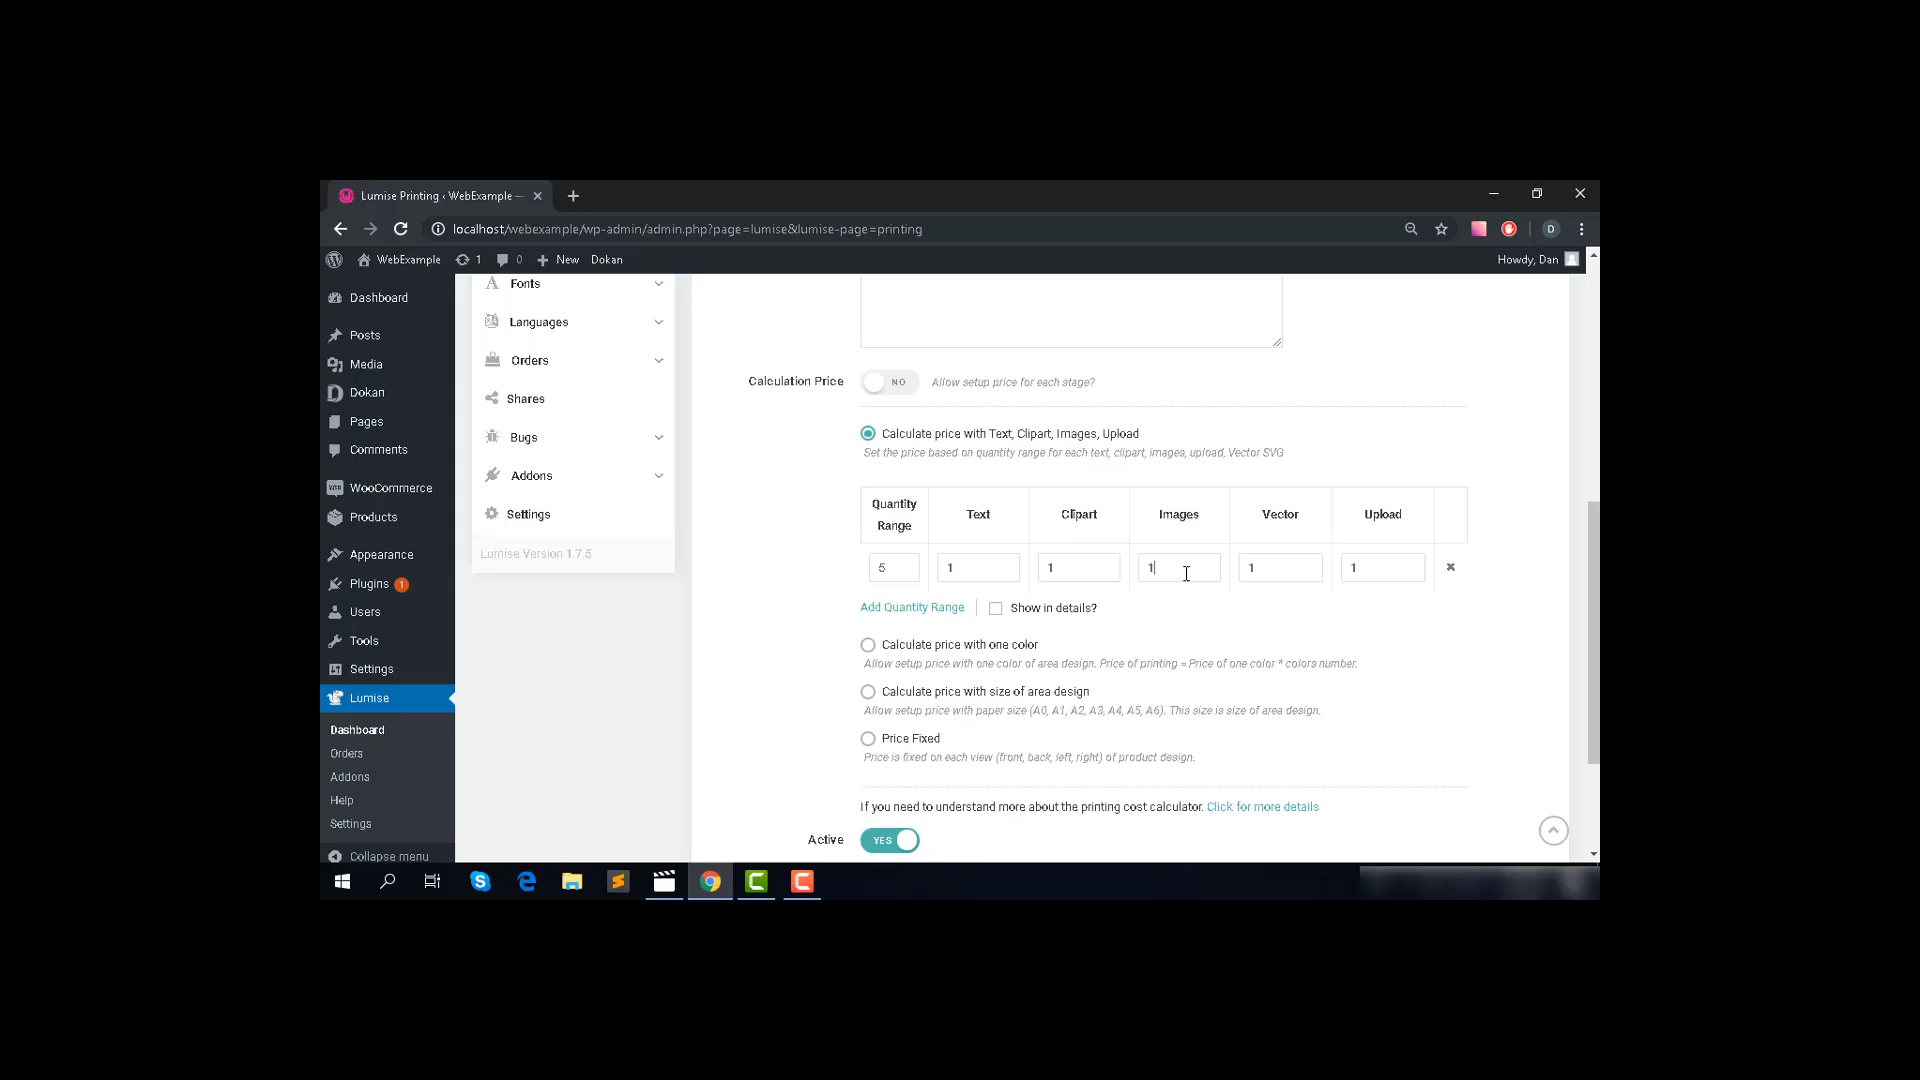 Lumise Printing ‹ WebExample —
localhost/webexample/wp-admin/admin.php?page=lumise&lumise-page=printing
D
WebExample 1 0 New Dokan
Howdy, Dan
Dashboard
Posts
Media
Dokan
Pages
Comments
WooCommerce
Products
Appearance
Plugins 1
Users
Tools
Settings
Lumise
Dashboard
Orders
Addons
Help
Settings
Collapse menu
Fonts
Languages
Orders
Shares
Bugs
Addons
Settings
Lumise Version 1.7.5
Calculation Price NO Allow setup price for each stage?
Calculate price with Text, Clipart, Images, Upload
Set the price based on quantity range for each text, clipart, images, upload, Vector SVG
Quantity Range Text Clipart Images Vector Upload
5 1 1 1 1 1
Add Quantity Range Show in details?
Calculate price with one color
Allow setup price with one color of area design. Price of printing = Price of one color * colors number.
Calculate price with size of area design
Allow setup price with paper size (A0, A1, A2, A3, A4, A5, A6). This size is size of area design.
Price Fixed
Price is fixed on each view (front, back, left, right) of product design.
If you need to understand more about the printing cost calculator. Click for more details
Active YES